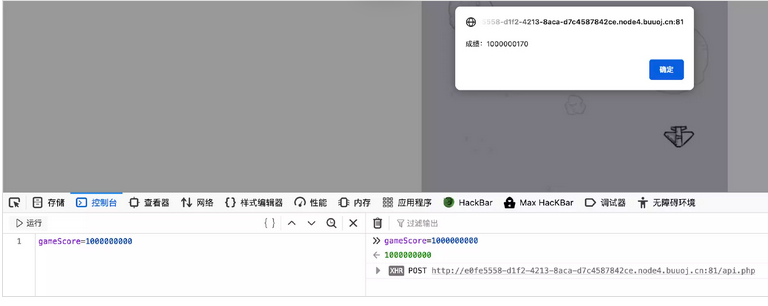 5558-d1f2-4213-8aca-d7c4587842ce.node4.buuoj.cn:81
成绩：1000000170
确定
存储 控制台 查看器 网络 {} 样式编辑器 性能 内存 应用程序 HackBar Max HacKBar 调试器 无障碍环境
运行 {} 过滤输出
1 gameScore=1000000000
» gameScore=1000000000
← 1000000000
XHR POST http://e0fe5558-d1f2-4213-8aca-d7c4587842ce.node4.buuoj.cn:81/api.php